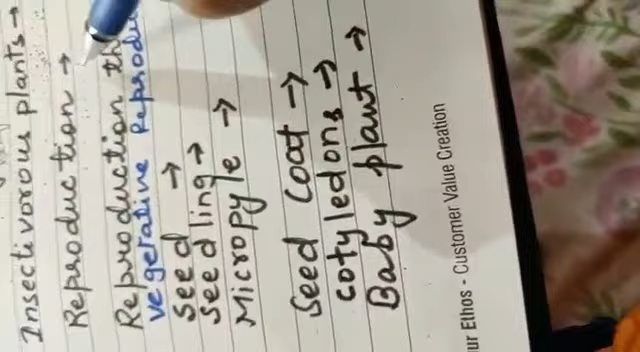 Insectivorous plants →
Reproduction →
Reproduction
vegetative Reprodu
Seed →
Seedling →
Micropyle →
Seed Coat →
cotyledons →
Baby plant →
ur Ethos - Customer Value Creation